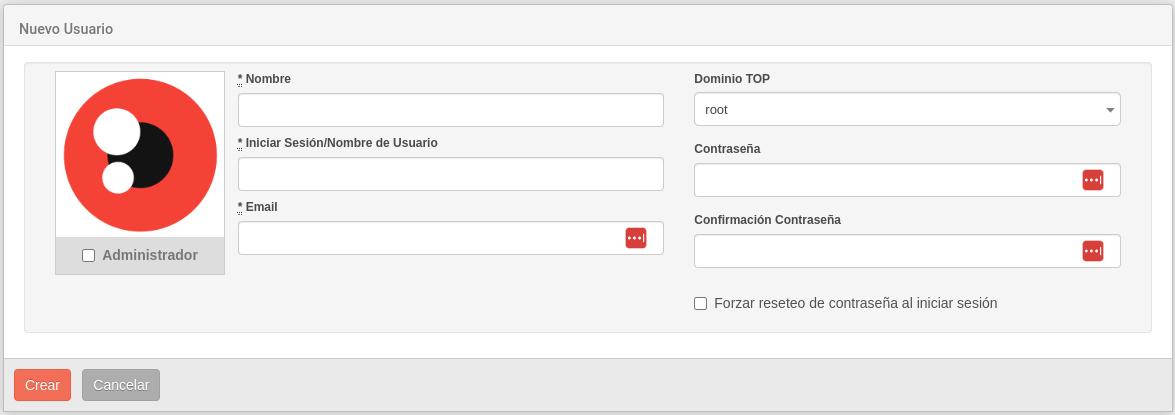 Nuevo Usuario
* Nombre
* Iniciar Sesión/Nombre de Usuario
* Email
Administrador
Dominio TOP
root
Contraseña
Confirmación Contraseña
Forzar reseteo de contraseña al iniciar sesión
Crear
Cancelar